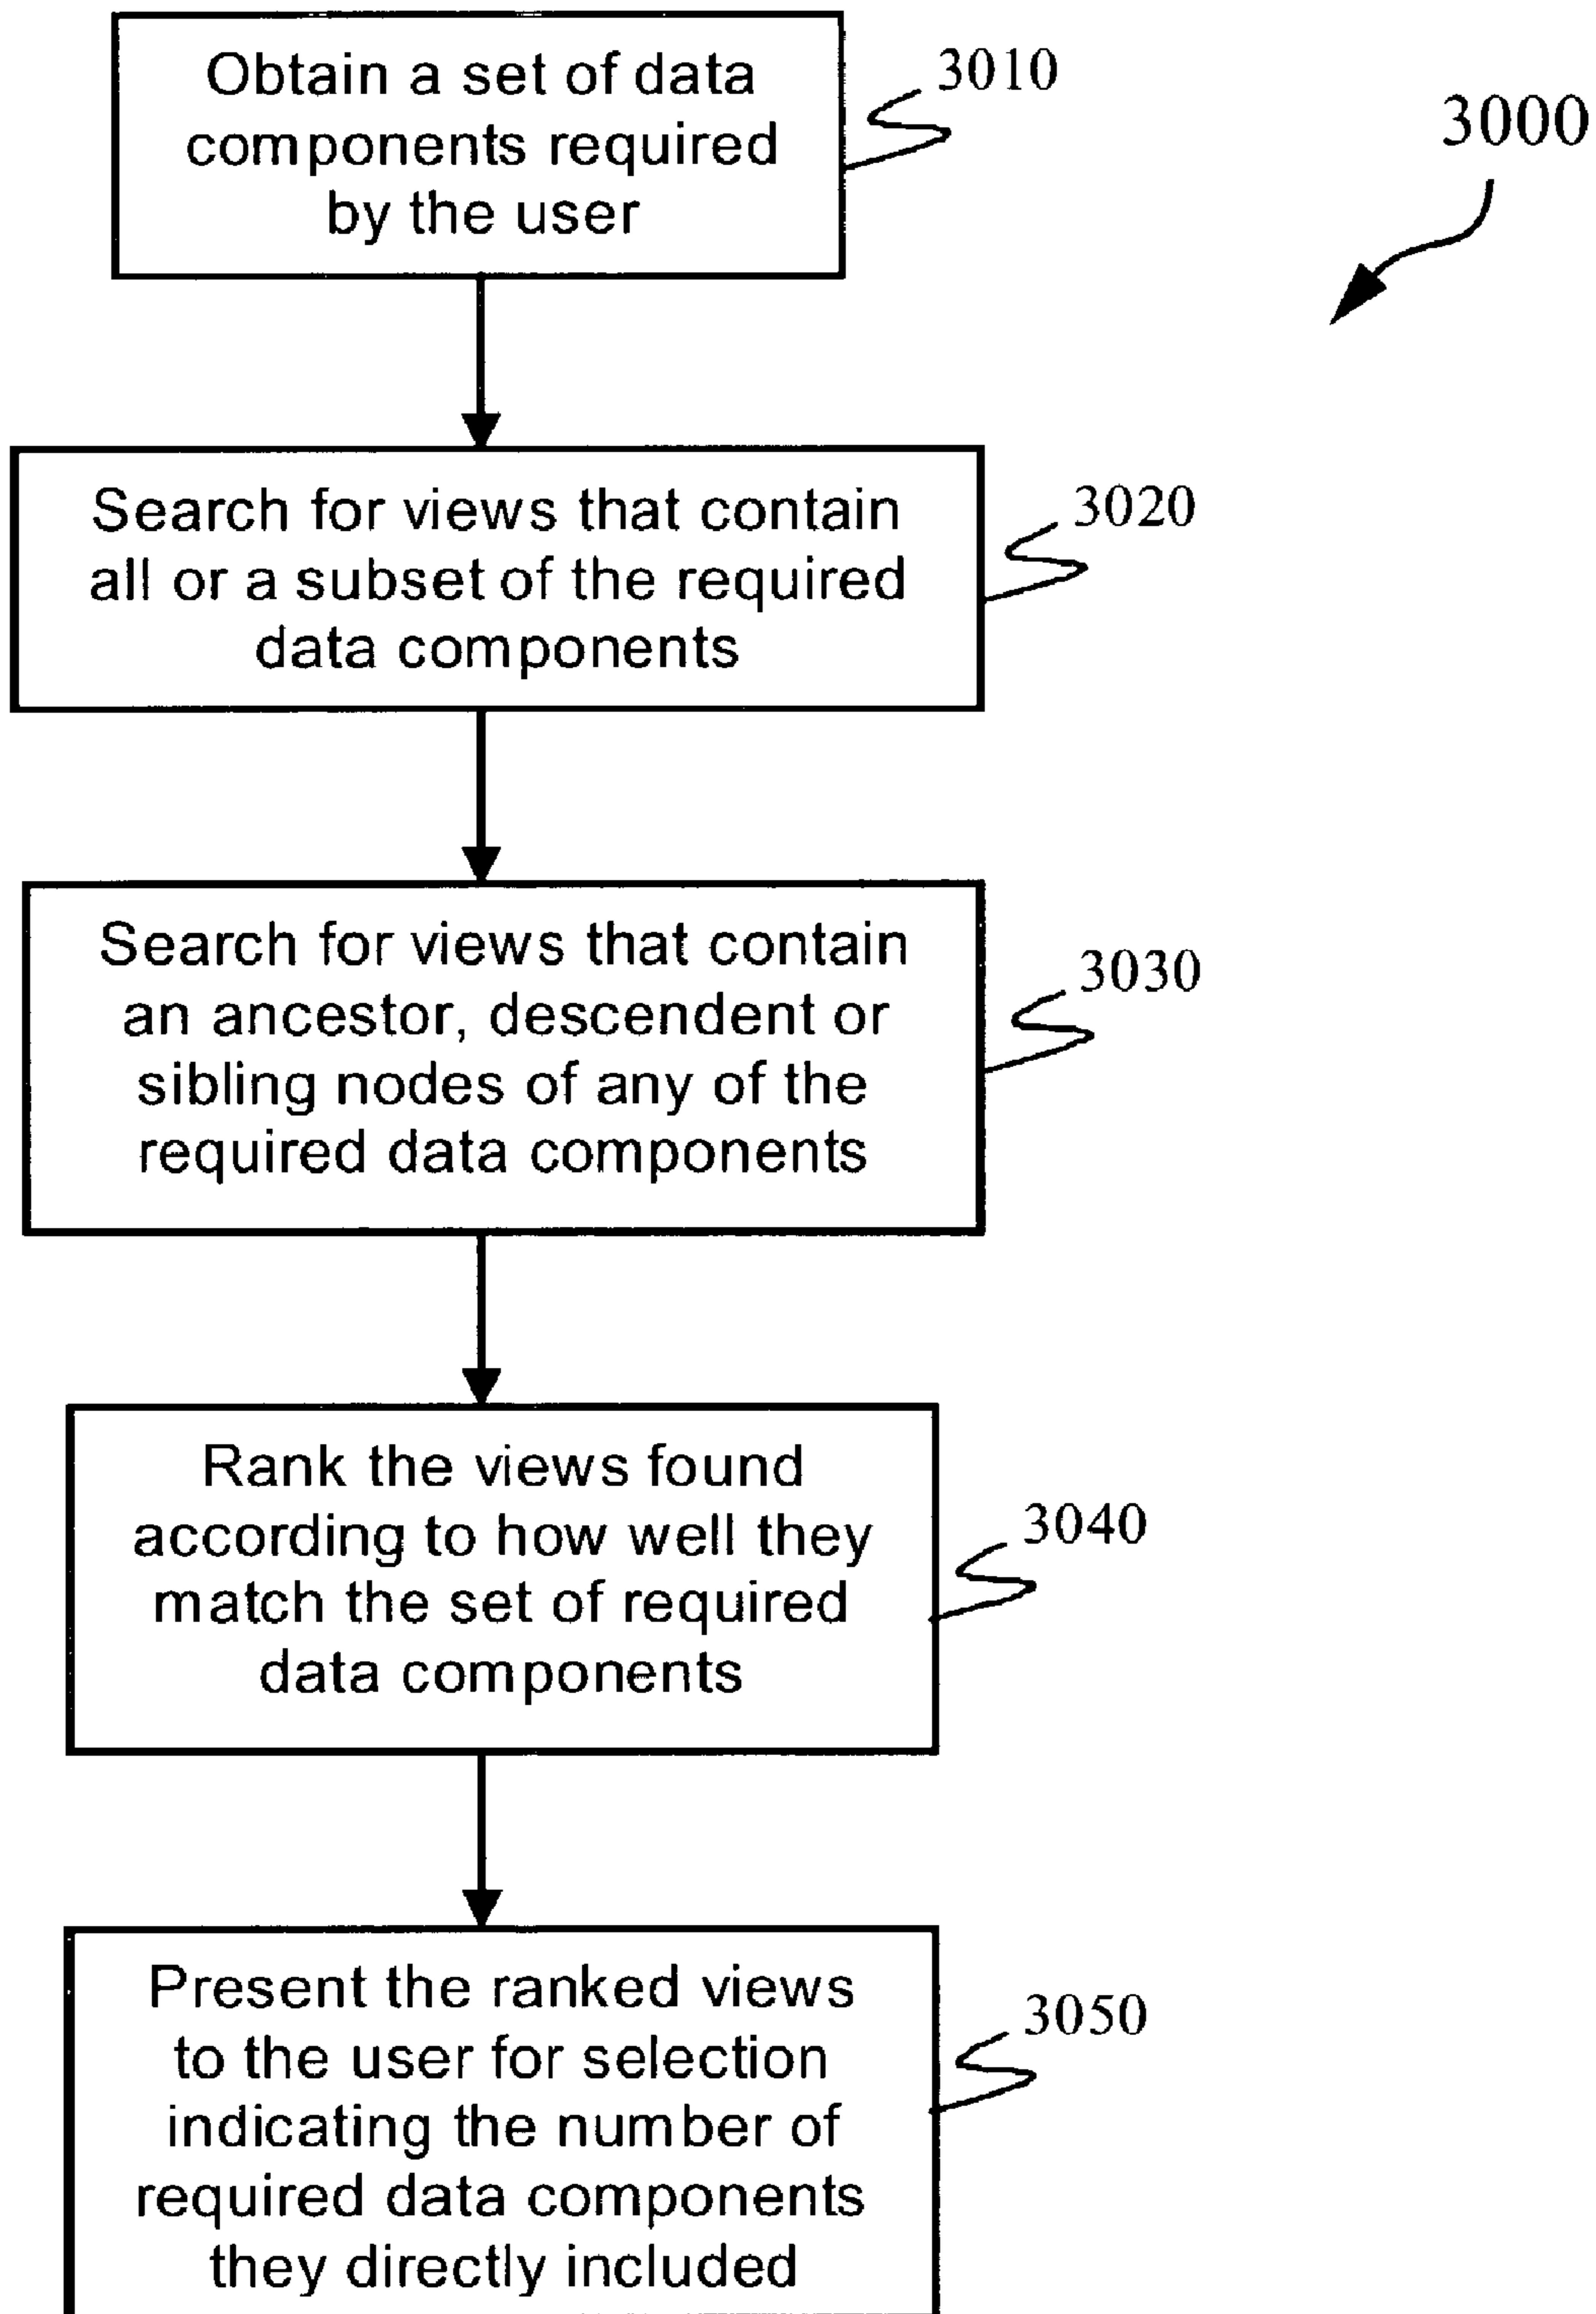 Obtain a set of data
components required
by the user
3010
3000
Search for views that contain
all or a subset of the required
data components
3020
Search for views that contain
an ancestor, descendent or
sibling nodes of any of the
required data components
3030
Rank the views found
according to how well they
match the set of required
data components
3040
Present the ranked views
to the user for selection
indicating the number of
required data components
they directly included
3050